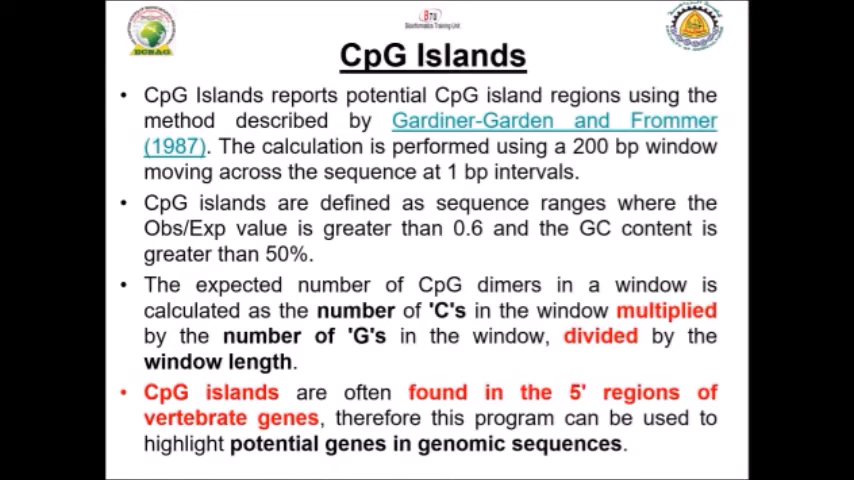 BTU
Bioinformatics Training Unit
CpG Islands
• CpG Islands reports potential CpG island regions using the
method described by Gardiner-Garden and Frommer
(1987). The calculation is performed using a 200 bp window
moving across the sequence at 1 bp intervals.
• CpG islands are defined as sequence ranges where the
Obs/Exp value is greater than 0.6 and the GC content is
greater than 50%.
• The expected number of CpG dimers in a window is
calculated as the number of 'C's in the window multiplied
by the number of 'G's in the window, divided by the
window length.
• CpG islands are often found in the 5' regions of
vertebrate genes, therefore this program can be used to
highlight potential genes in genomic sequences.